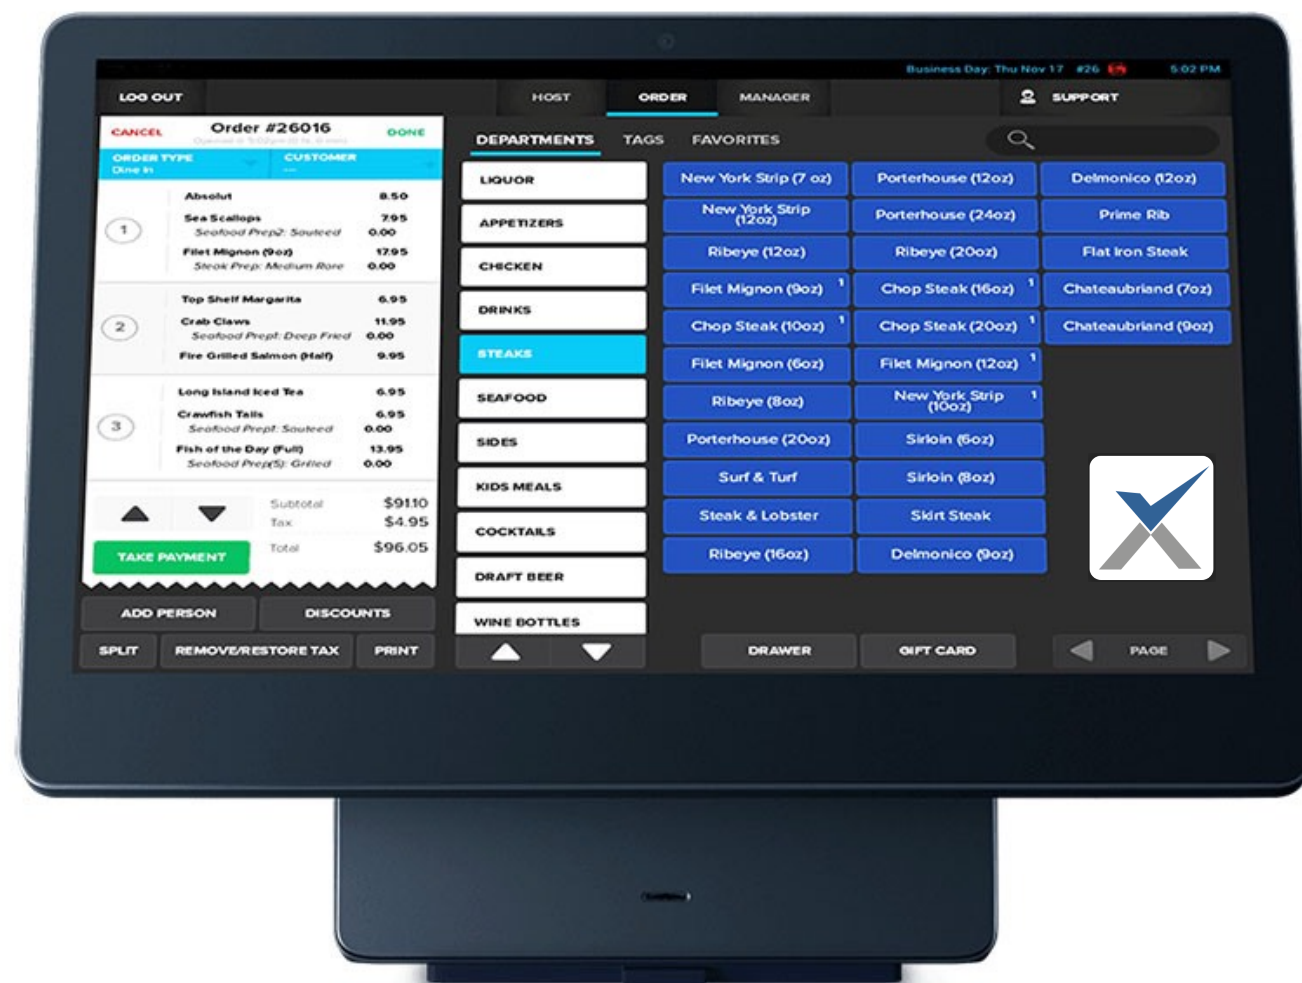 Business Day: Thu Nov 17 #26 5:02 PM
LOG OUT HOST ORDER MANAGER SUPPORT
CANCEL Order #26016 DONE
ORDER TYPE CUSTOMER
Dine In ---
1
Absolut 8.50
Sea Scallops 7.95
Seafood Prep2: Sauteed 0.00
Filet Mignon (9oz) 17.95
Steak Prep: Medium Rare 0.00
2
Top Shelf Margarita 6.95
Crab Claws 11.95
Seafood Prep1: Deep Fried 0.00
Fire Grilled Salmon (Half) 9.95
3
Long Island Iced Tea 6.95
Crawfish Tails 6.95
Seafood Prep1: Sauteed 0.00
Fish of the Day (Full) 13.95
Seafood Prep(S): Grilled 0.00
Subtotal $91.10
Tax $4.95
Total $96.05
TAKE PAYMENT
ADD PERSON DISCOUNTS
SPLIT REMOVE/RESTORE TAX PRINT
DEPARTMENTS TAGS FAVORITES
LIQUOR
APPETIZERS
CHICKEN
DRINKS
STEAKS
SEAFOOD
SIDES
KIDS MEALS
COCKTAILS
DRAFT BEER
WINE BOTTLES
New York Strip (7 oz) Porterhouse (12oz) Delmonico (12oz)
New York Strip (12oz) Porterhouse (24oz) Prime Rib
Ribeye (12oz) Ribeye (20oz) Flat Iron Steak
Filet Mignon (9oz) 1 Chop Steak (16oz) 1 Chateaubriand (7oz)
Chop Steak (10oz) 1 Chop Steak (20oz) 1 Chateaubriand (9oz)
Filet Mignon (6oz) Filet Mignon (12oz) 1
Ribeye (8oz) New York Strip (10oz) 1
Porterhouse (20oz) Sirloin (6oz)
Surf & Turf Sirloin (8oz)
Steak & Lobster Skirt Steak
Ribeye (16oz) Delmonico (9oz)
DRAWER GIFT CARD PAGE